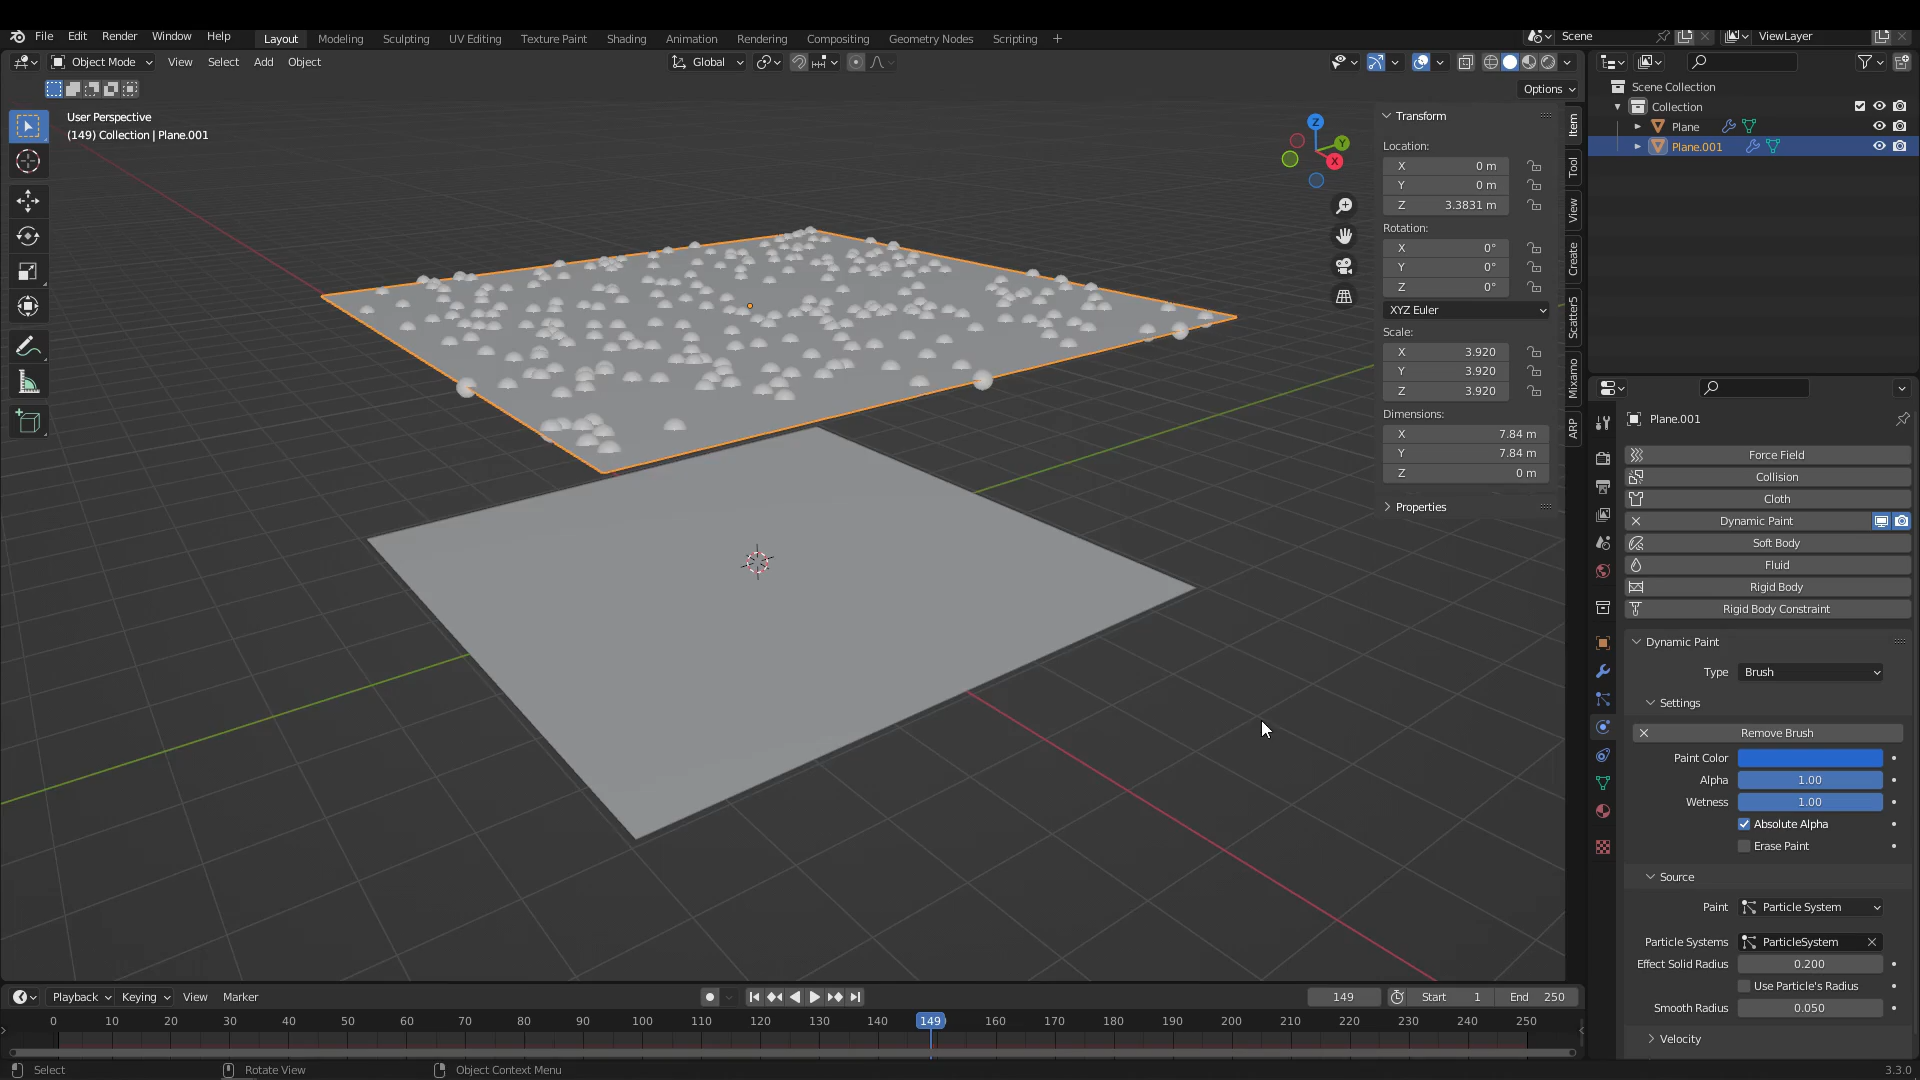 File Edit Render Window Help Layout Modeling Sculpting UV Editing Texture Paint Shading Animation Rendering Compositing Geometry Nodes Scripting + Scene ViewLayer
Object Mode View Select Add Object Global
Options
User Perspective
(149) Collection | Plane.001
Z
Y
X
Transform
Location:
X 0 m
Y 0 m
Z 3.3831 m
Rotation:
X 0°
Y 0°
Z 0°
XYZ Euler
Scale:
X 3.920
Y 3.920
Z 3.920
Dimensions:
X 7.84 m
Y 7.84 m
Z 0 m
Properties
Item
Tool
View
Create
Scatter5
Mixamo
ARP
Scene Collection
Collection
Plane
Plane.001
Plane.001
Force Field
Collision
Cloth
Dynamic Paint
Soft Body
Fluid
Rigid Body
Rigid Body Constraint
Dynamic Paint
Type Brush
Settings
Remove Brush
Paint Color
Alpha 1.00
Wetness 1.00
Absolute Alpha
Erase Paint
Source
Paint Particle System
Particle Systems ParticleSystem
Effect Solid Radius 0.200
Use Particle's Radius
Smooth Radius 0.050
Velocity
Playback Keying View Marker 149 Start 1 End 250
0 10 20 30 40 50 60 70 80 90 100 110 120 130 140 149 160 170 180 190 200 210 220 230 240 250
Select Rotate View Object Context Menu 3.3.0